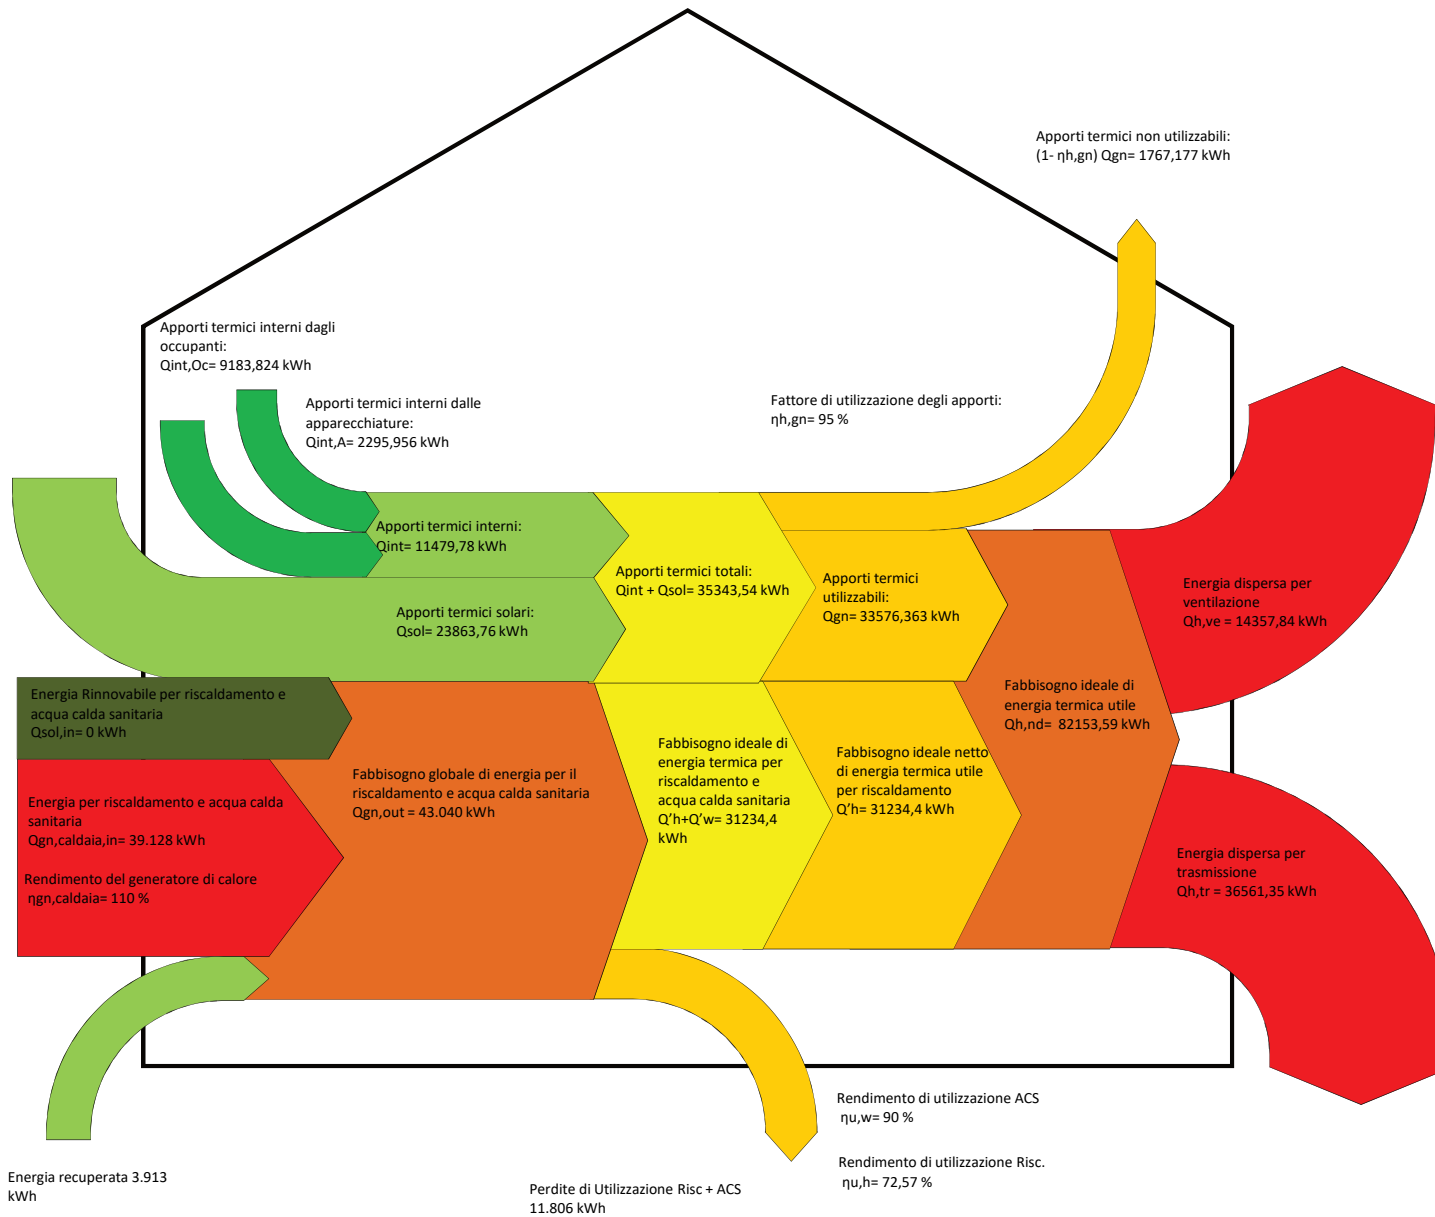 Apporti termici non utilizzabili:
(1- ηh,gn) Qgn= 1767,177 kWh
Apporti termici interni dagli
occupanti:
Qint,Oc= 9183,824 kWh
Apporti termici interni dalle
apparecchiature:
Qint,A= 2295,956 kWh
Fattore di utilizzazione degli apporti:
ηh,gn= 95 %
Apporti termici interni:
Qint= 11479,78 kWh
Apporti termici solari:
Qsol= 23863,76 kWh
Apporti termici totali:
Qint + Qsol= 35343,54 kWh
Apporti termici
utilizzabili:
Qgn= 33576,363 kWh
Energia dispersa per
ventilazione
Qh,ve = 14357,84 kWh
Energia Rinnovabile per riscaldamento e
acqua calda sanitaria
Qsol,in= 0 kWh
Energia per riscaldamento e acqua calda
sanitaria
Qgn,caldaia,in= 39.128 kWh
Rendimento del generatore di calore
ηgn,caldaia= 110 %
Fabbisogno globale di energia per il
riscaldamento e acqua calda sanitaria
Qgn,out = 43.040 kWh
Fabbisogno ideale di
energia termica per
riscaldamento e
acqua calda sanitaria
Q’h+Q’w= 31234,4
kWh
Fabbisogno ideale netto
di energia termica utile
per riscaldamento
Q’h= 31234,4 kWh
Fabbisogno ideale di
energia termica utile
Qh,nd=  82153,59 kWh
Energia dispersa per
trasmissione
Qh,tr = 36561,35 kWh
Energia recuperata 3.913
kWh
Perdite di Utilizzazione Risc + ACS
11.806 kWh
Rendimento di utilizzazione ACS
ηu,w= 90 %
Rendimento di utilizzazione Risc.
ηu,h= 72,57 %